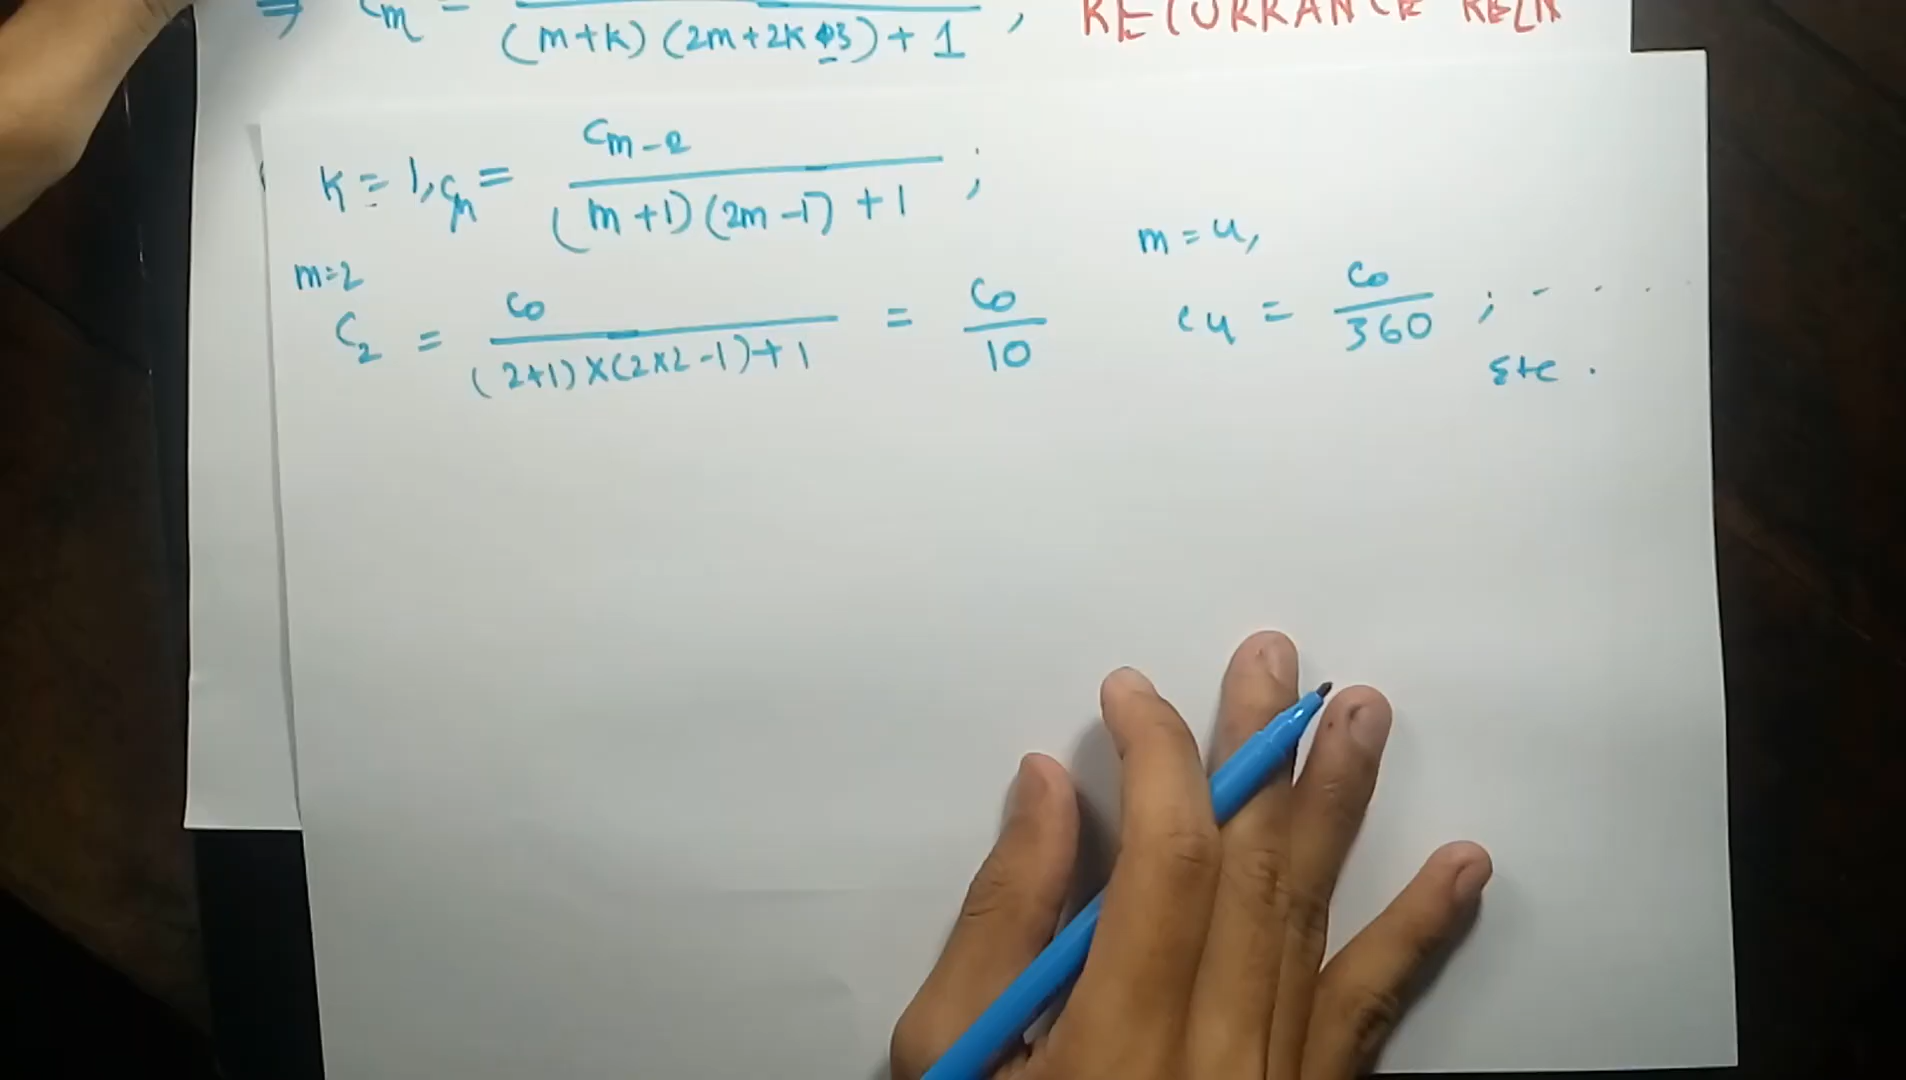 ⇒ cm = (m+k)(2m+2k-3)+1 , RECURRANCE RELN
k = 1, cm = cm-2 / (m+1)(2m-1)+1 ;
m=2
c2 = c0 / (2+1)×(2×2-1)+1 = c0 / 10
m=4,
c4 = c0 / 360 ; - . . .
Etc .